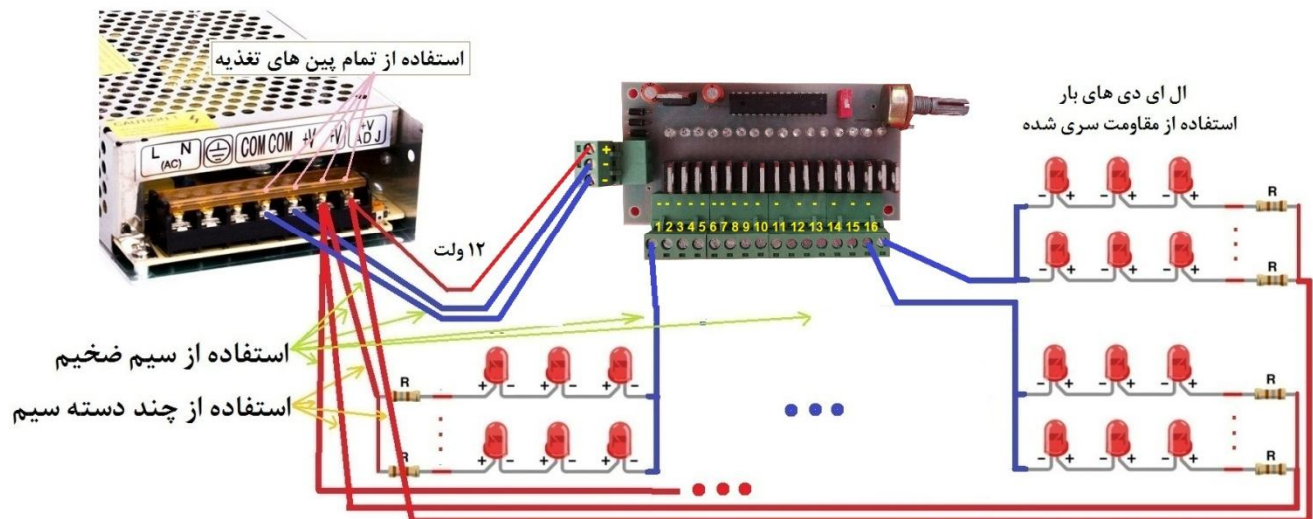 استفاده از تمام پین های تغذیه
L N COM COM +V +V +V
(AC) ADJ
+
-
-
۱۲ ولت
ال ای دی های بار
استفاده از مقاومت سری شده
1 2 3 4 5 6 7 8 9 10 11 12 13 14 15 16
R
+ - + - + -
R
+ - + - + -
- + - + - +
R
- + - + - +
R
- + - + - +
R
- + - + - +
R
استفاده از سیم ضخیم
استفاده از چند دسته سیم